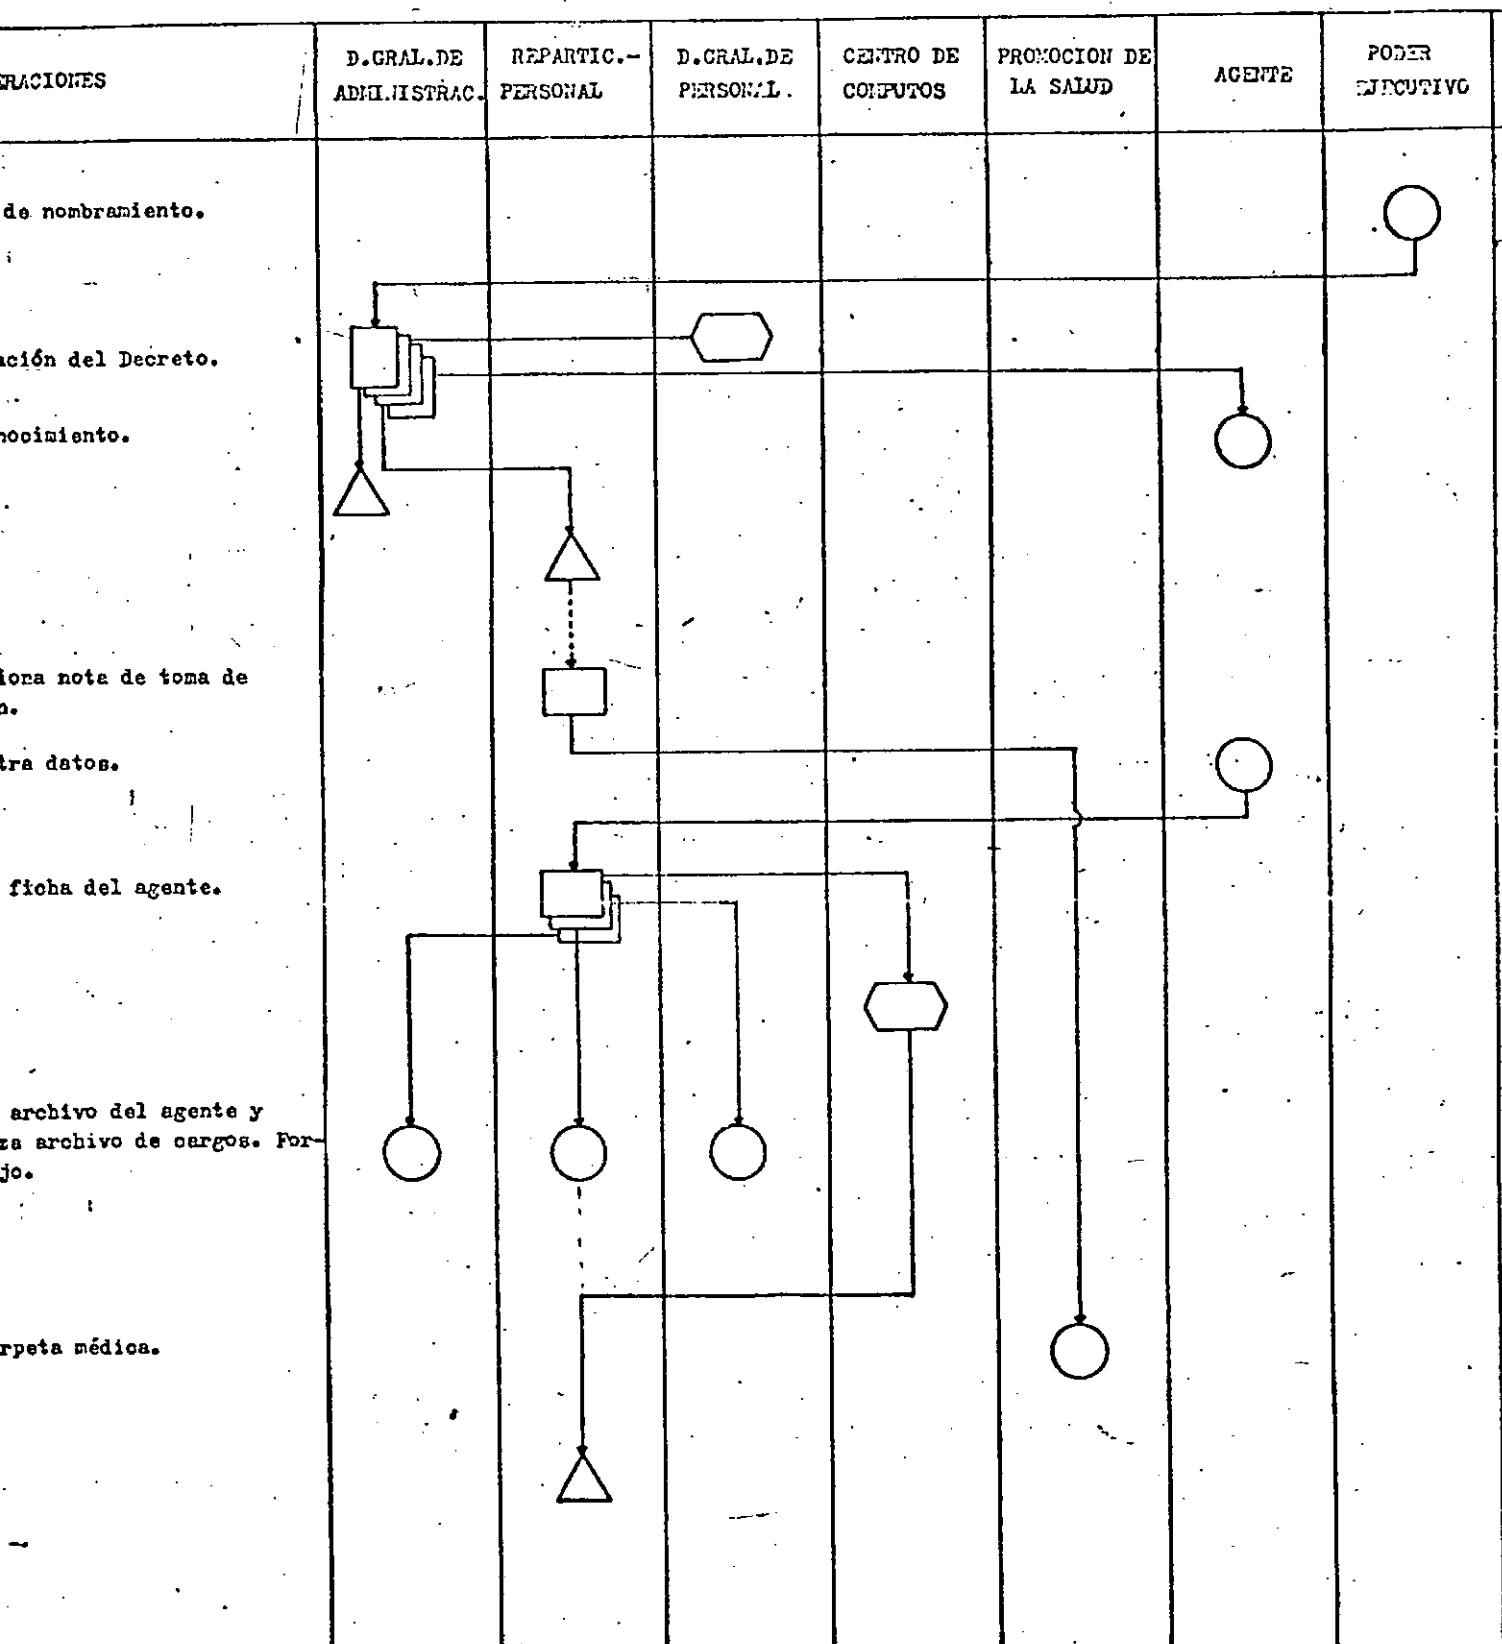 ERACIONES
D.GRAL.DE
ADMINISTRAC.
REPARTIC.-
PERSONAL
D.GRAL.DE
PERSONAL.
CENTRO DE
COMPUTOS
PROMOCION DE
LA SALUD
AGENTE
PODER
EJECUTIVO
de nombramiento.
ación del Decreto.
nocimiento.
iona nota de toma de
n.
tra datos.
ficha del agente.
archivo del agente y
za archivo de cargos. For-
jo.
rpeta médica.